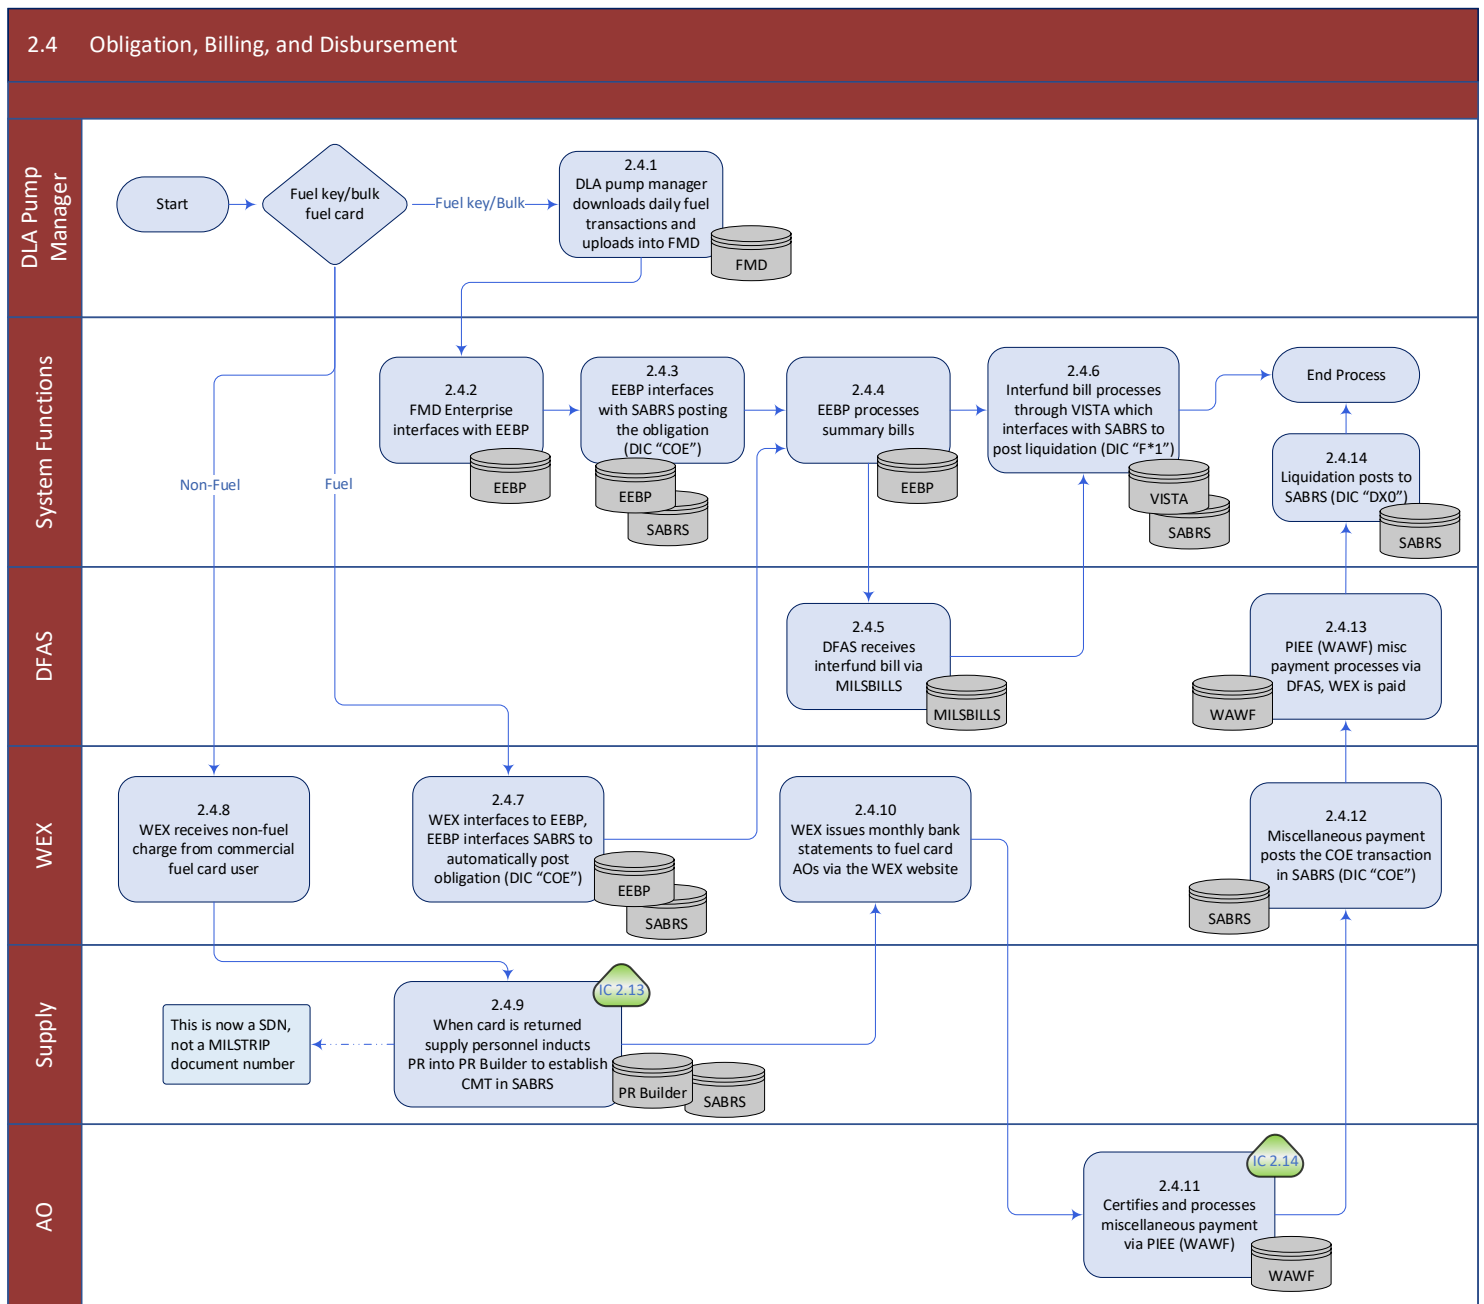 2.4 Obligation, Billing, and Disbursement
DLA Pump
Manager
Start
Fuel key/bulk
fuel card
Fuel key/Bulk
2.4.1
DLA pump manager
downloads daily fuel
transactions and
uploads into FMD
FMD
System Functions
Non-Fuel
Fuel
2.4.2
FMD Enterprise
interfaces with EEBP
EEBP
2.4.3
EEBP interfaces
with SABRS posting
the obligation
(DIC “COE”)
EEBP
SABRS
2.4.4
EEBP processes
summary bills
EEBP
2.4.6
Interfund bill processes
through VISTA which
interfaces with SABRS to
post liquidation (DIC “F*1”)
VISTA
SABRS
End Process
2.4.14
Liquidation posts to
SABRS (DIC “DX0”)
SABRS
DFAS
2.4.5
DFAS receives
interfund bill via
MILSBILLS
MILSBILLS
2.4.13
PIEE (WAWF) misc
payment processes via
DFAS, WEX is paid
WAWF
WEX
2.4.8
WEX receives non-fuel
charge from commercial
fuel card user
2.4.7
WEX interfaces to EEBP,
EEBP interfaces SABRS to
automatically post
obligation (DIC “COE”)
EEBP
SABRS
2.4.10
WEX issues monthly bank
statements to fuel card
AOs via the WEX website
2.4.12
Miscellaneous payment
posts the COE transaction
in SABRS (DIC “COE”)
SABRS
Supply
This is now a SDN,
not a MILSTRIP
document number
2.4.9
When card is returned
supply personnel inducts
PR into PR Builder to establish
CMT in SABRS
IC 2.13
PR Builder
SABRS
AO
2.4.11
Certifies and processes
miscellaneous payment
via PIEE (WAWF)
IC 2.14
WAWF